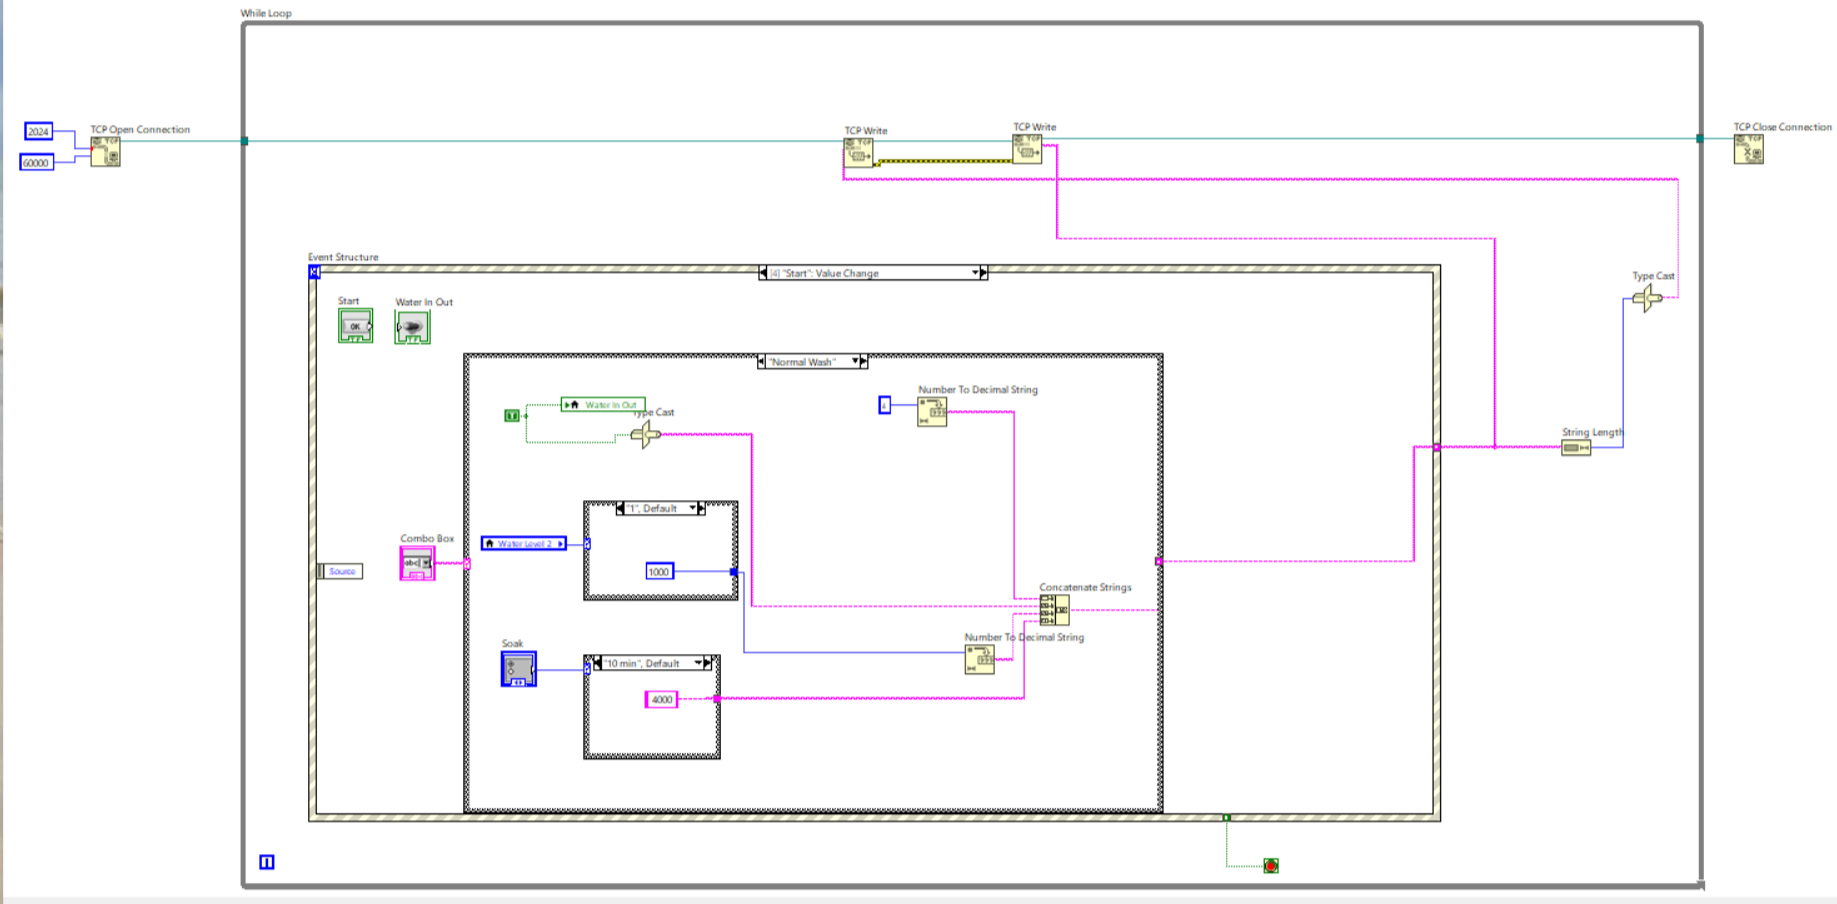 While Loop
2024
60000
TCP Open Connection
TCP Write
TCP Write
TCP Close Connection
Event Structure
[4] "Start": Value Change
Start
OK
Water In Out
"Normal Wash"
Water In Out
Type Cast
Number To Decimal String
Type Cast
String Length
"1", Default
Combo Box
abc
Water Level 2
1000
Source
Concatenate Strings
Number To Decimal String
Soak
"10 min", Default
4000
i